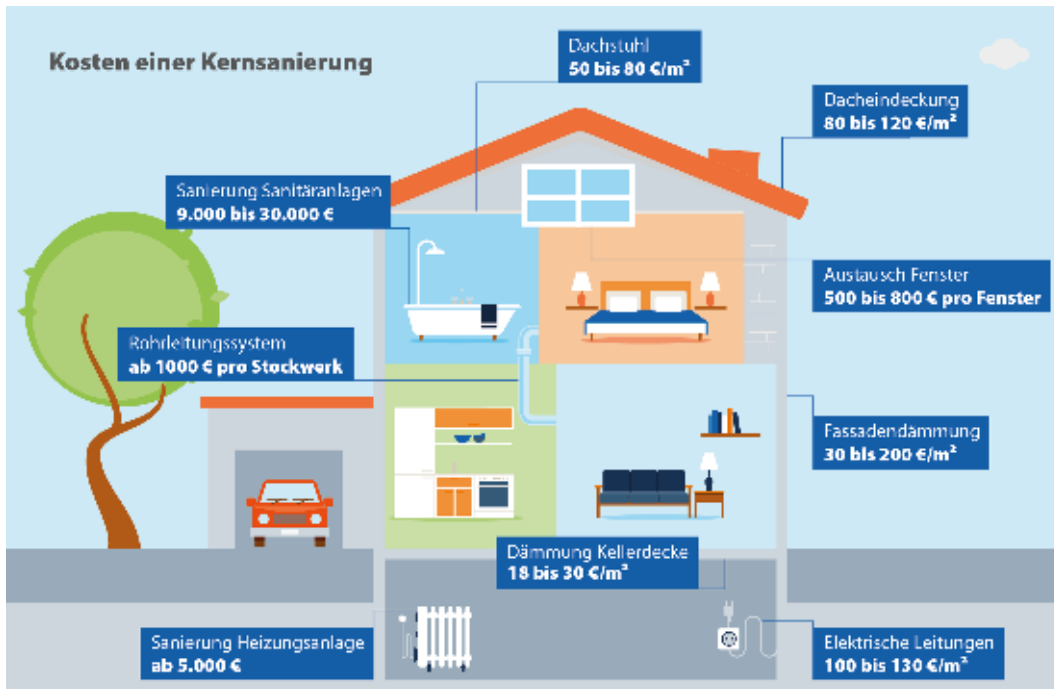 Kosten einer Kernsanierung
Dachstuhl
50 bis 80 €/m²
Dacheindeckung
80 bis 120 €/m²
Sanierung Sanitäranlagen
9.000 bis 30.000 €
Austausch Fenster
500 bis 800 € pro Fenster
Rohrleitungssystem
ab 1000 € pro Stockwerk
Fassadendämmung
30 bis 200 €/m²
Dämmung Kellerdecke
18 bis 30 €/m²
Sanierung Heizungsanlage
ab 5.000 €
Elektrische Leitungen
100 bis 130 €/m²